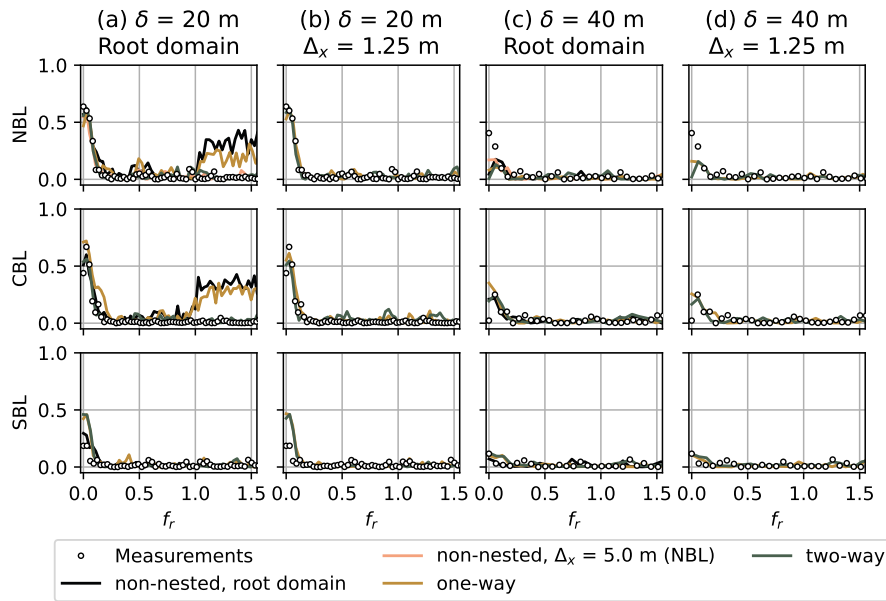 (a) δ = 20 m
Root domain
(b) δ = 20 m
Δₓ = 1.25 m
(c) δ = 40 m
Root domain
(d) δ = 40 m
Δₓ = 1.25 m
1.0
0.5
0.0
NBL
1.0
0.5
0.0
CBL
1.0
0.5
0.0
SBL
0.0 0.5 1.0 1.5
0.0 0.5 1.0 1.5
0.0 0.5 1.0 1.5
0.0 0.5 1.0 1.5
fᵣ
fᵣ
fᵣ
fᵣ
Measurements
non-nested, root domain
non-nested, Δₓ = 5.0 m (NBL)
one-way
two-way